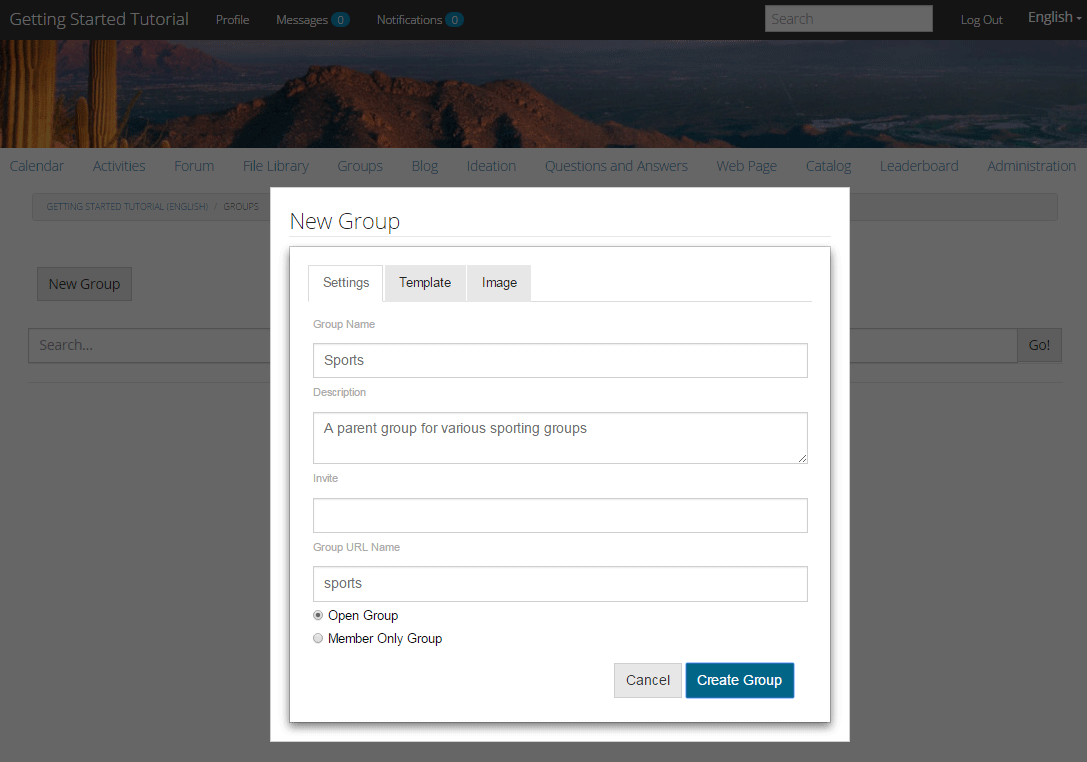 Getting Started Tutorial Profile Messages 0 Notifications 0 Search Log Out English
Calendar Activities Forum File Library Groups Blog Ideation Questions and Answers Web Page Catalog Leaderboard Administration
GETTING STARTED TUTORIAL (ENGLISH) / GROUPS
New Group
Search...
Go!
New Group
Settings Template Image
Group Name
Sports
Description
A parent group for various sporting groups
Invite
Group URL Name
sports
Open Group
Member Only Group
Cancel Create Group